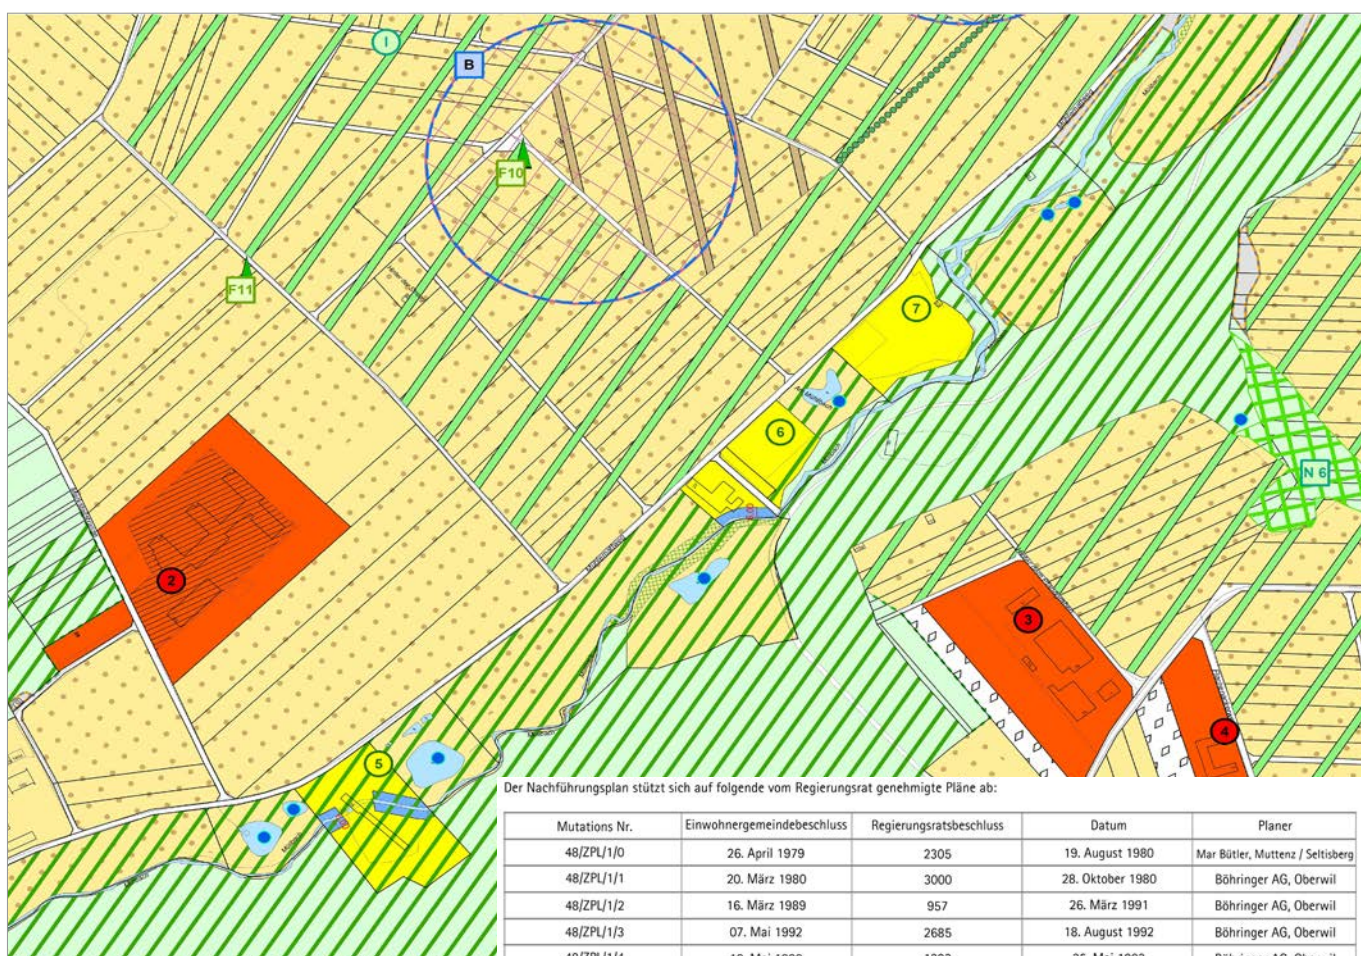 I
B
F10
F11
7
6
N 6
2
3
4
5
Mühlebach
Der Nachführungsplan stützt sich auf folgende vom Regierungsrat genehmigte Pläne ab:
Mutations Nr. Einwohnergemeindebeschluss Regierungsratsbeschluss Datum Planer
48/ZPL/1/0 26. April 1979 2305 19. August 1980 Mar Bütler, Muttenz / Seltisberg
48/ZPL/1/1 20. März 1980 3000 28. Oktober 1980 Böhringer AG, Oberwil
48/ZPL/1/2 16. März 1989 957 26. März 1991 Böhringer AG, Oberwil
48/ZPL/1/3 07. Mai 1992 2685 18. August 1992 Böhringer AG, Oberwil